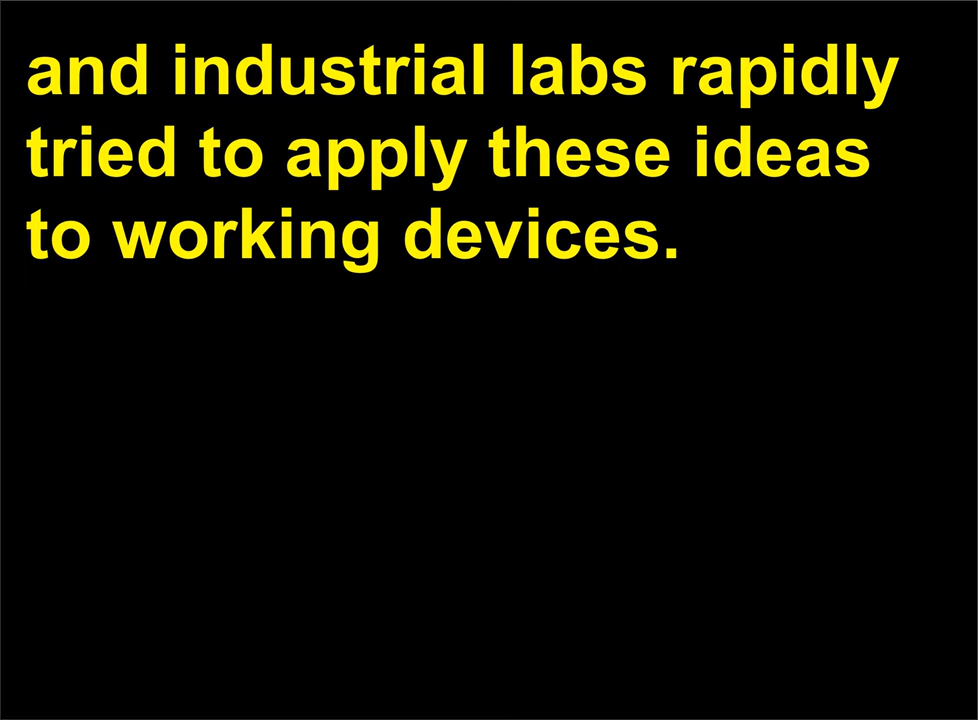 and industrial labs rapidly
tried to apply these ideas
to working devices.